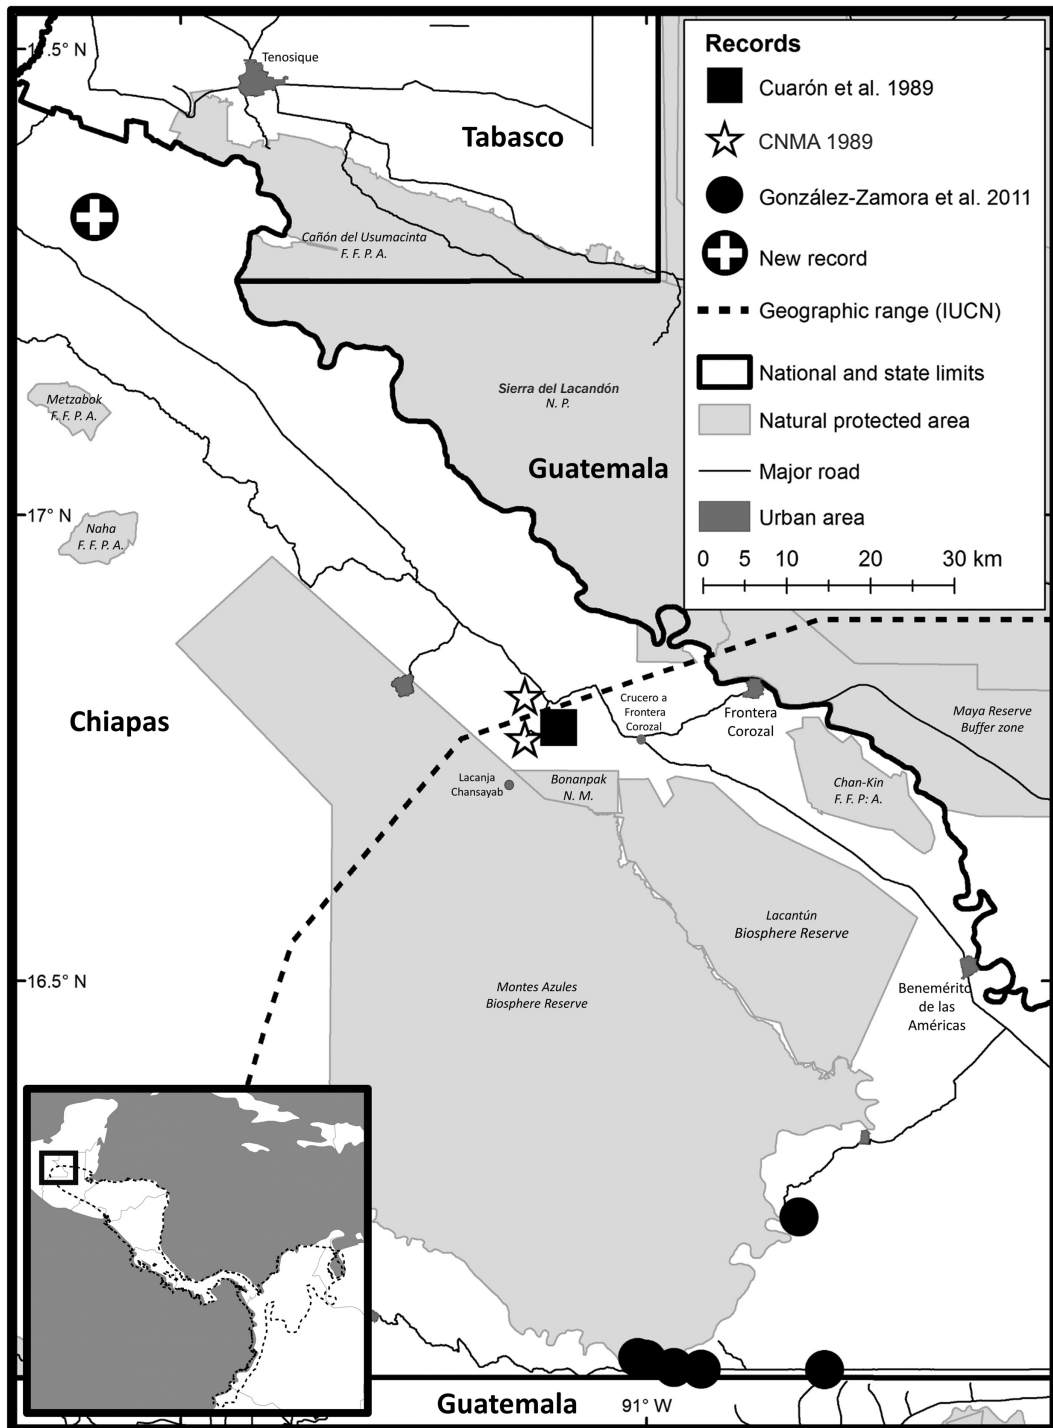 17.5° N
Tenosique
Tabasco
Cañón del Usumacinta
F. F. P. A.
Records
Cuarón et al. 1989
CNMA 1989
González-Zamora et al. 2011
New record
Geographic range (IUCN)
National and state limits
Natural protected area
Major road
Urban area
0 5 10 20 30 km
Metzabok
F. F. P. A.
Sierra del Lacandón
N. P.
Guatemala
17° N
Naha
F. F. P. A.
Chiapas
Crucero a
Frontera
Corozal
Frontera
Corozal
Maya Reserve
Buffer zone
Lacanja
Chansayab
Bonanpak
N. M.
Chan-Kin
F. F. P: A.
Lacantún
Biosphere Reserve
16.5° N
Montes Azules
Biosphere Reserve
Benemérito
de las
Américas
Guatemala
91° W